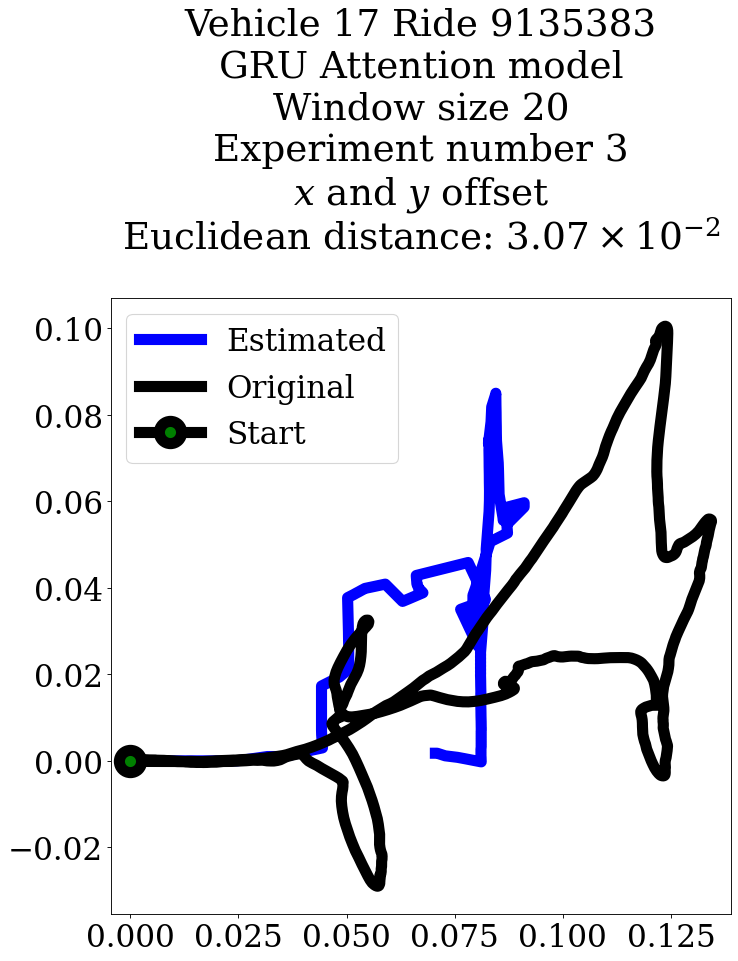 Vehicle 17 Ride 9135383
GRU Attention model
Window size 20
Experiment number 3
x and y offset
Euclidean distance: 3.07 × 10⁻²
Estimated
Original
Start
0.10
0.08
0.06
0.04
0.02
0.00
−0.02
0.000 0.025 0.050 0.075 0.100 0.125